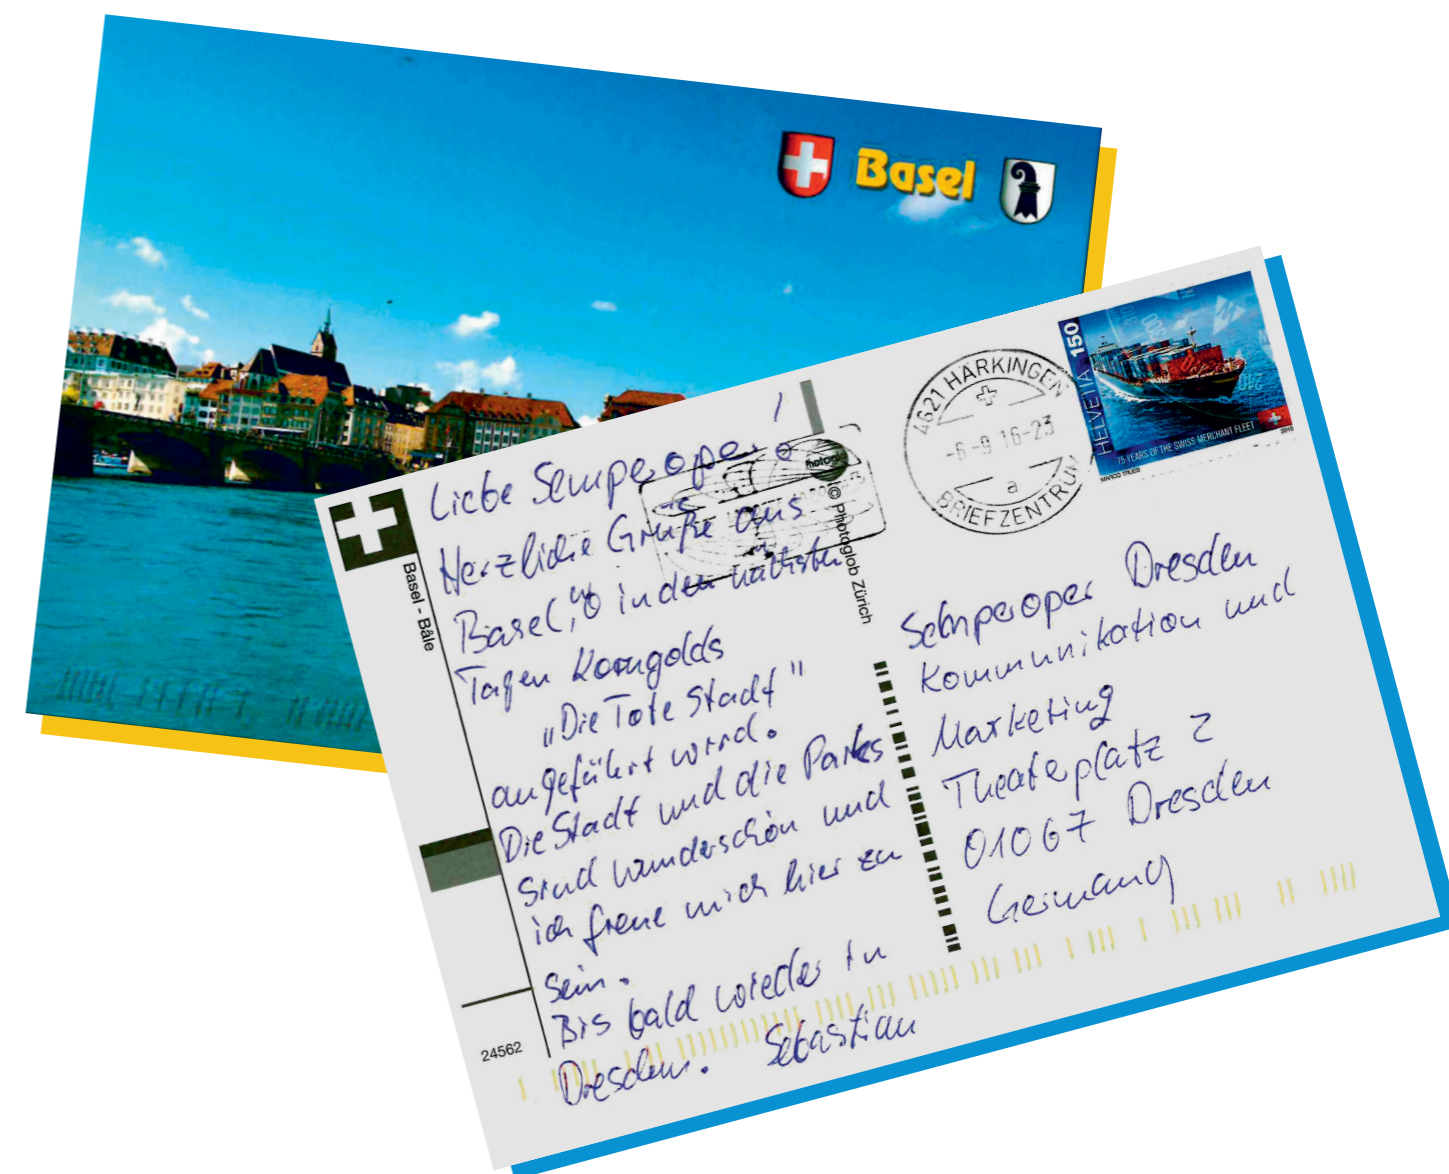 Basel
Liebe Semperoper!
Herzliche Grüße aus
Basel, wo in den nächsten
Tagen Korngolds
„Die Tote Stadt"
aufgeführt wird.
Die Stadt und die Parks
sind wunderschön und
ich freue mich hier zu
sein.
Bis bald wieder in
Dresden. Sebastian
Basel - Bâle
24562
© Photoglob Zürich
4621 HÄRKINGEN
-6-9.16-23
a
BRIEFZENTRUM
HELVETIA 150
75 YEARS OF THE SWISS MERCHANT FLEET
2016
Semperoper Dresden
Kommunikation und
Marketing
Theaterplatz 2
01067 Dresden
Germany